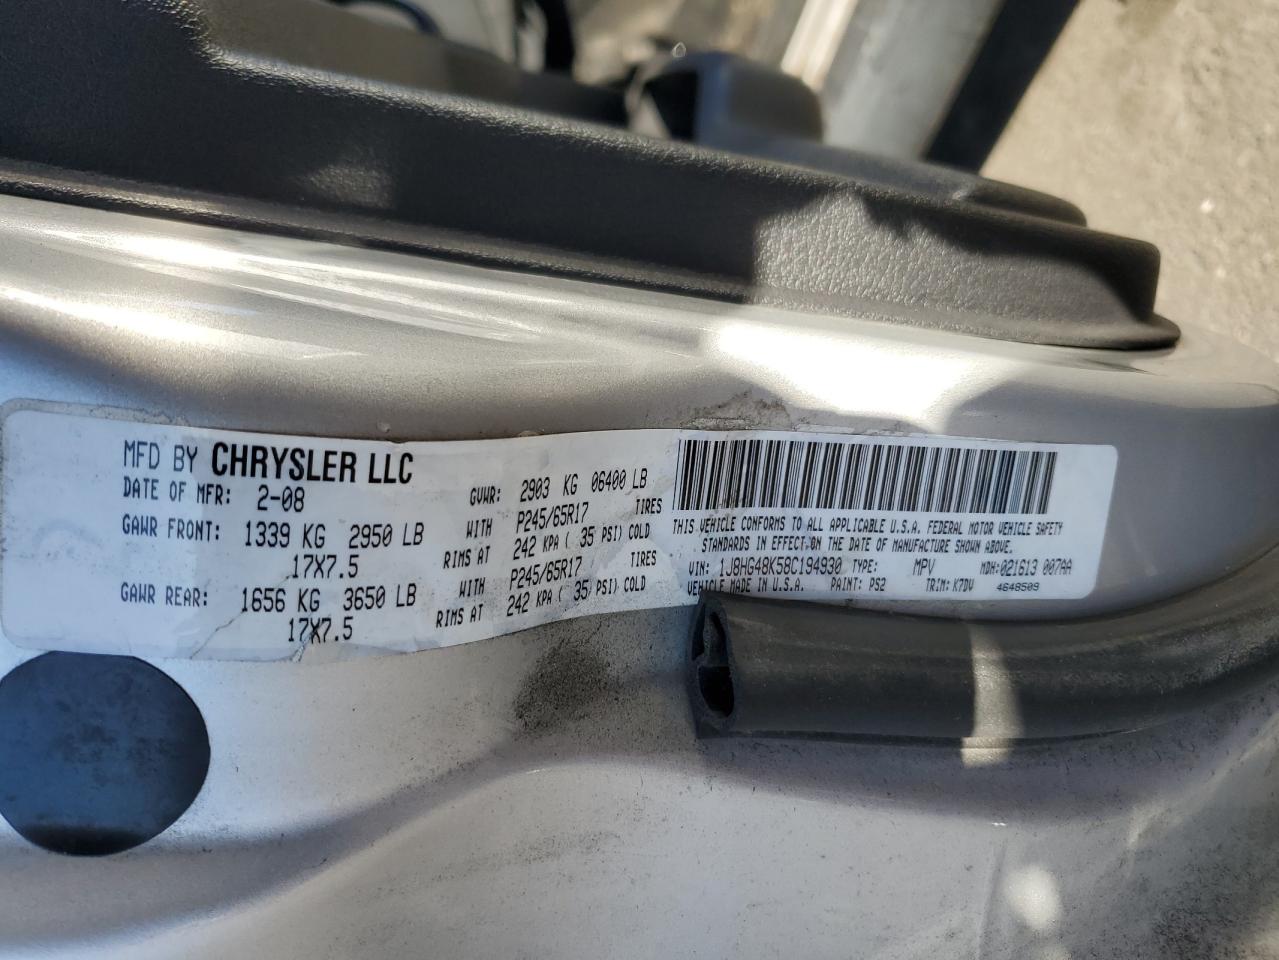 MFD BY CHRYSLER LLC
DATE OF MFR: 2-08 GVWR: 2903 KG 06400 LB
GAWR FRONT: 1339 KG 2950 LB WITH P245/65R17 TIRES
17X7.5 RIMS AT 242 KPA ( 35 PSI) COLD
GAWR REAR: 1656 KG 3650 LB WITH P245/65R17 TIRES
17X7.5 RIMS AT 242 KPA ( 35 PSI) COLD
THIS VEHICLE CONFORMS TO ALL APPLICABLE U.S.A. FEDERAL MOTOR VEHICLE SAFETY
STANDARDS IN EFFECT ON THE DATE OF MANUFACTURE SHOWN ABOVE.
VIN: 1J8HG48K58C194930 TYPE: MPV MDH: 021613 007AA
VEHICLE MADE IN U.S.A. PAINT: PS2 TRIM: K7DV 4648509